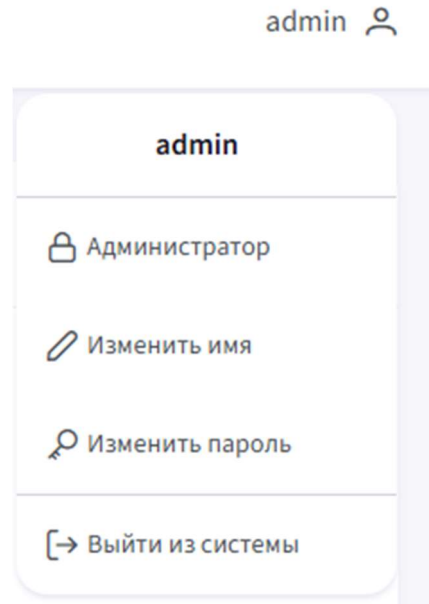 admin
admin
Администратор
Изменить имя
Изменить пароль
Выйти из системы